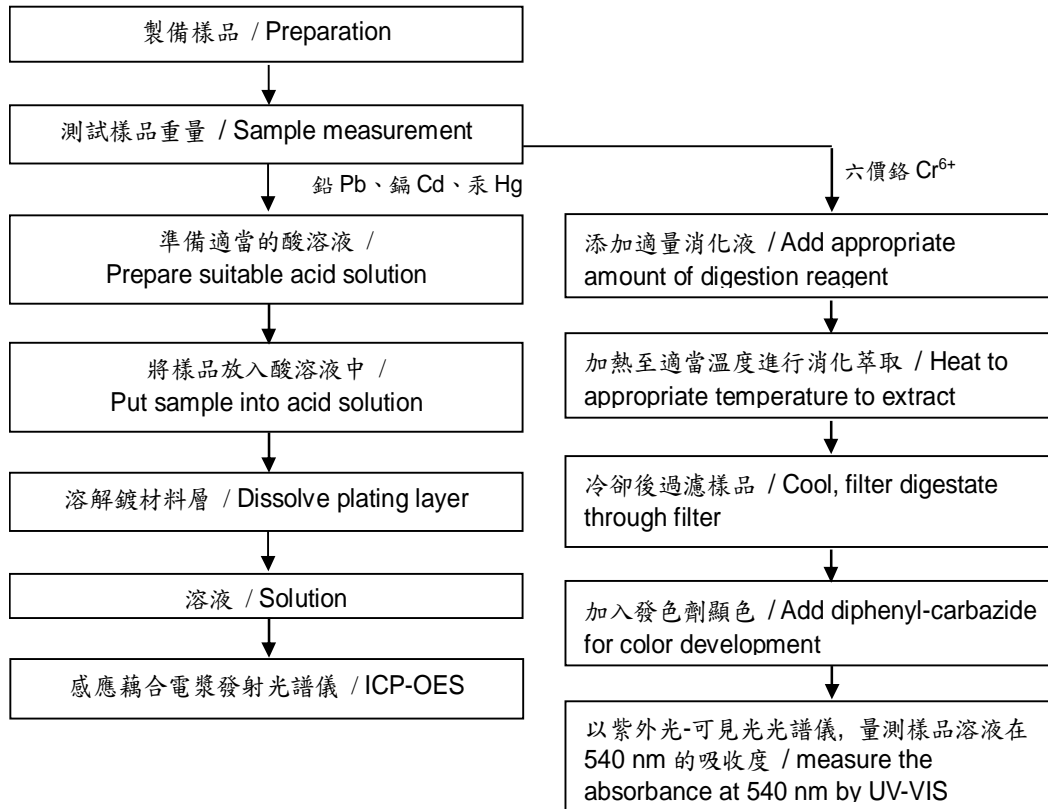 製備樣品 / Preparation
測試樣品重量 / Sample measurement
鉛 Pb、鎘 Cd、汞 Hg
準備適當的酸溶液 /
Prepare suitable acid solution
將樣品放入酸溶液中 /
Put sample into acid solution
溶解鍍材料層 / Dissolve plating layer
溶液 / Solution
感應藕合電漿發射光譜儀 / ICP-OES
六價鉻 Cr⁶⁺
添加適量消化液 / Add appropriate
amount of digestion reagent
加熱至適當溫度進行消化萃取 / Heat to
appropriate temperature to extract
冷卻後過濾樣品 / Cool, filter digestate
through filter
加入發色劑顯色 / Add diphenyl-carbazide
for color development
以紫外光-可見光光譜儀, 量測樣品溶液在
540 nm 的吸收度 / measure the
absorbance at 540 nm by UV-VIS